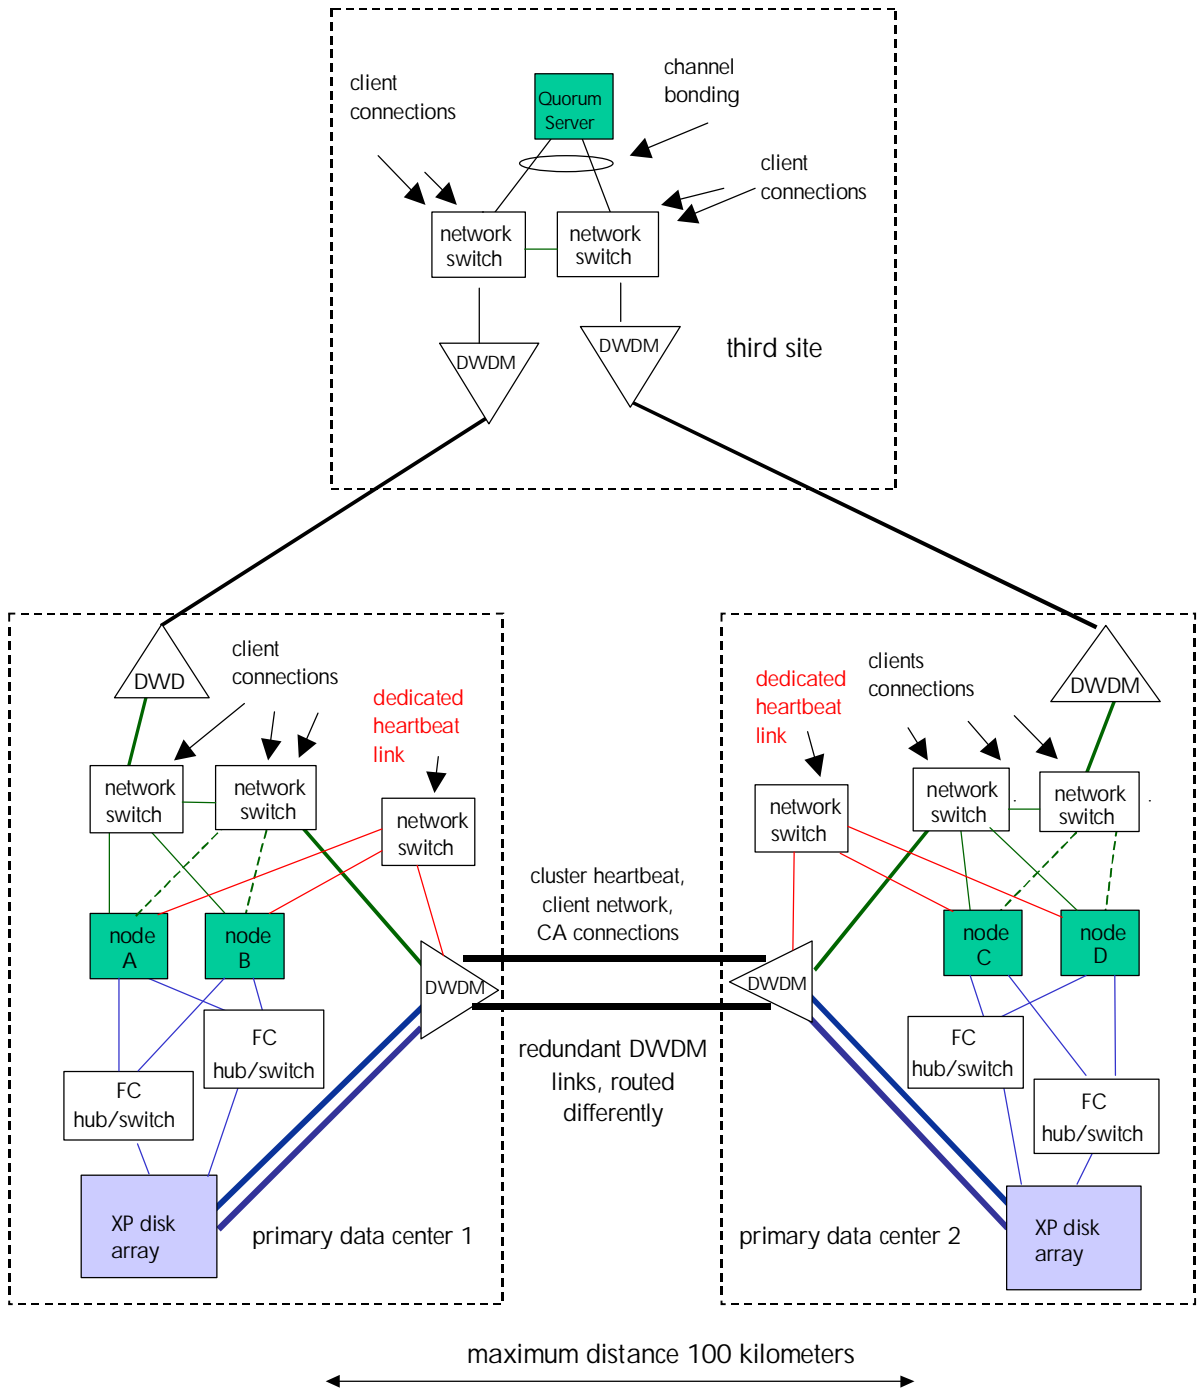 client
connections
Quorum
Server
channel
bonding
client
connections
network
switch
network
switch
DWDM
DWDM
third site
DWD
client
connections
dedicated
heartbeat
link
network
switch
network
switch
network
switch
node
A
node
B
DWDM
FC
hub/switch
FC
hub/switch
XP disk
array
primary data center 1
cluster heartbeat,
client network,
CA connections
redundant DWDM
links, routed
differently
DWDM
clients
connections
dedicated
heartbeat
link
network
switch
network
switch
network
switch
node
C
node
D
DWDM
FC
hub/switch
FC
hub/switch
XP disk
array
primary data center 2
maximum distance 100 kilometers